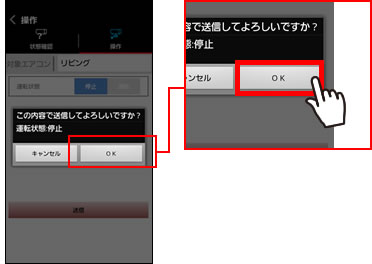 操作
状態確認 操作
対象エアコン リビング
運転状態 停止
この内容で送信してよろしいですか?
運転状態:停止
キャンセル OK
送信
容で送信してよろしいですか?
態:停止
ンセル OK